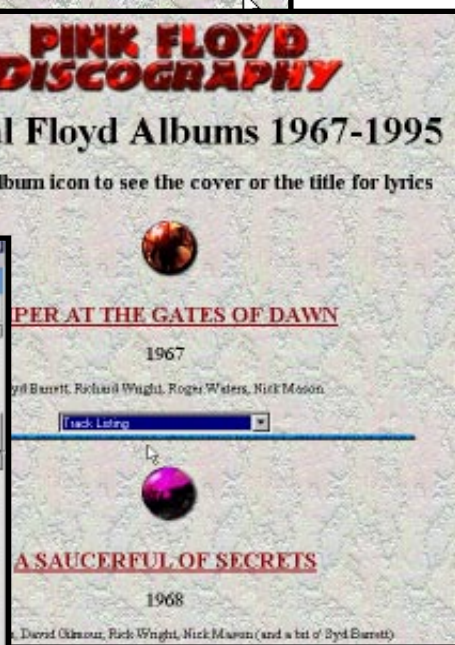 PINK FLOYD
DISCOGRAPHY
l Floyd Albums 1967-1995
lbum icon to see the cover or the title for lyrics
PER AT THE GATES OF DAWN
1967
yd Barrett, Richard Wright, Roger Waters, Nick Mason
Track Listing
A SAUCERFUL OF SECRETS
1968
, David Gilmour, Rick Wright, Nick Mason (and a bit o' Syd Barrett)